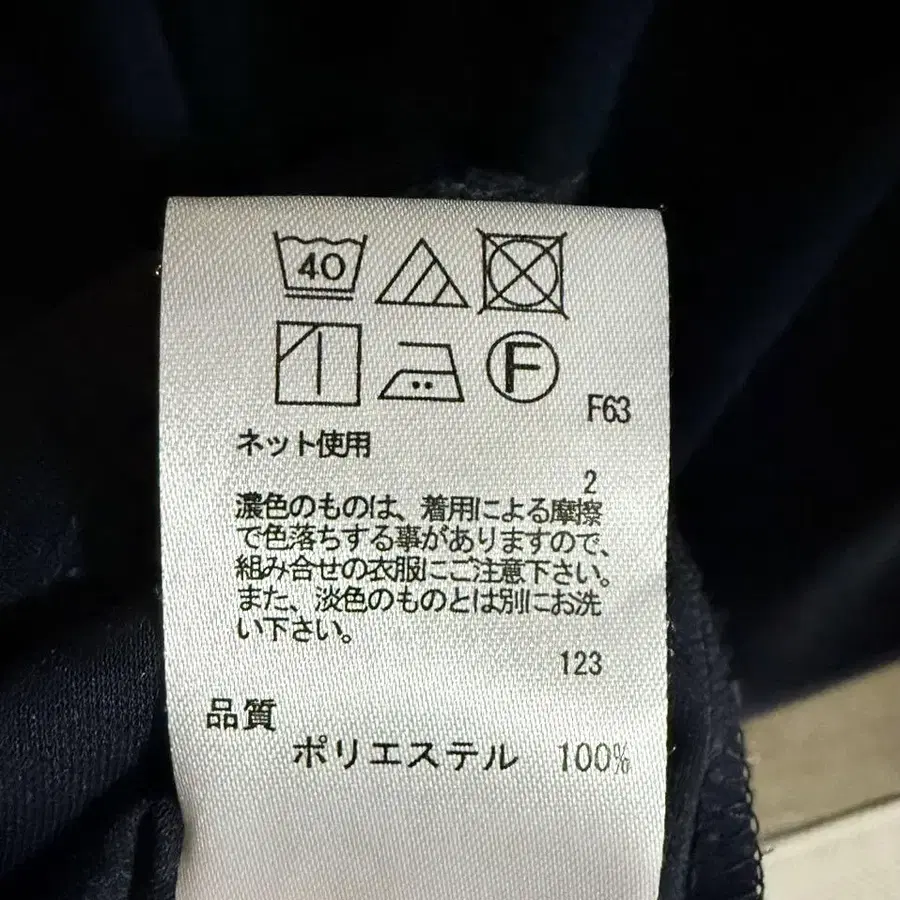 40
F
F63
ネット使用
2
濃色のものは、着用による摩擦
で色落ちする事がありますので、
組み合せの衣服にご注意下さい。
また、淡色のものとは別にお洗
い下さい。
123
品質
ポリエステル 100%